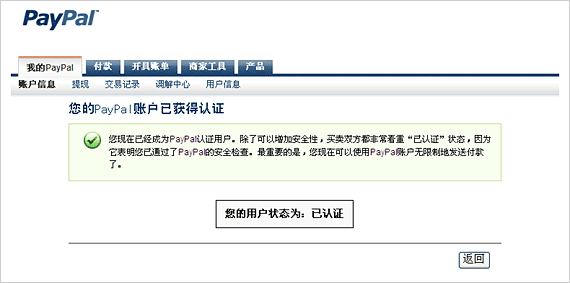 PayPal
我的PayPal 付款 开具账单 商家工具 产品
账户信息 提现 交易记录 调解中心 用户信息
您的PayPal账户已获得认证
您现在已经成为PayPal认证用户。除了可以增加安全性，买卖双方都非常看重“已认证”状态，因
为它表明您已通过了PayPal的安全检查。最重要的是，您现在可以使用PayPal账户无限制地发送付款
了。
您的用户状态为：已认证
返回